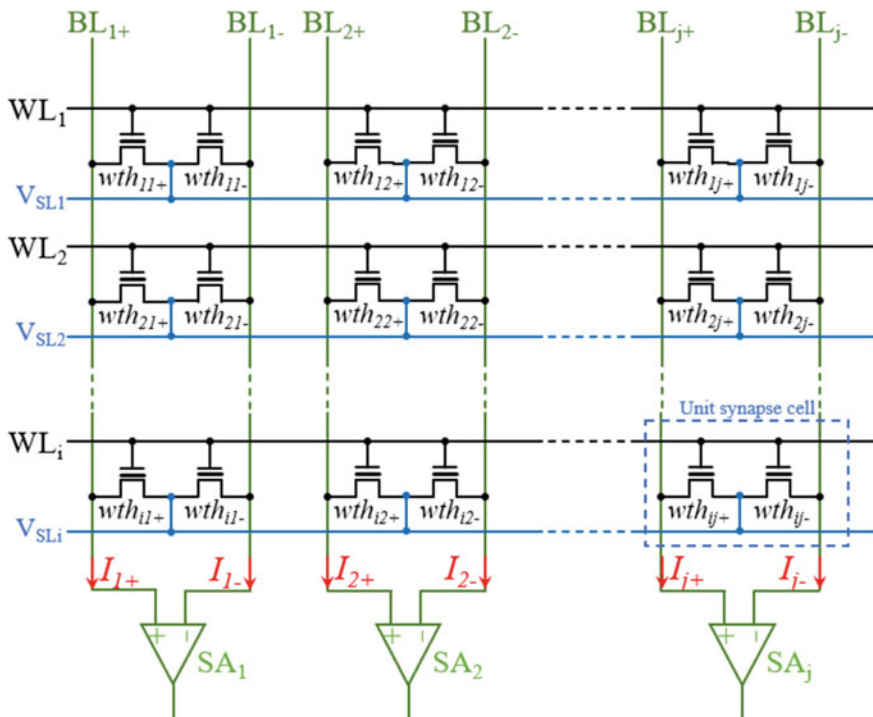 BL1+ BL1- BL2+ BL2- BLj+ BLj-
WL1
wth11+ wth11- wth12+ wth12- wth1j+ wth1j-
VSL1
WL2
wth21+ wth21- wth22+ wth22- wth2j+ wth2j-
VSL2
Unit synapse cell
WLi
wthi1+ wthi1- wthi2+ wthi2- wthij+ wthij-
VSLi
I1+ I1- I2+ I2- Ij+ Ij-
+ - SA1 + - SA2 + - SAj